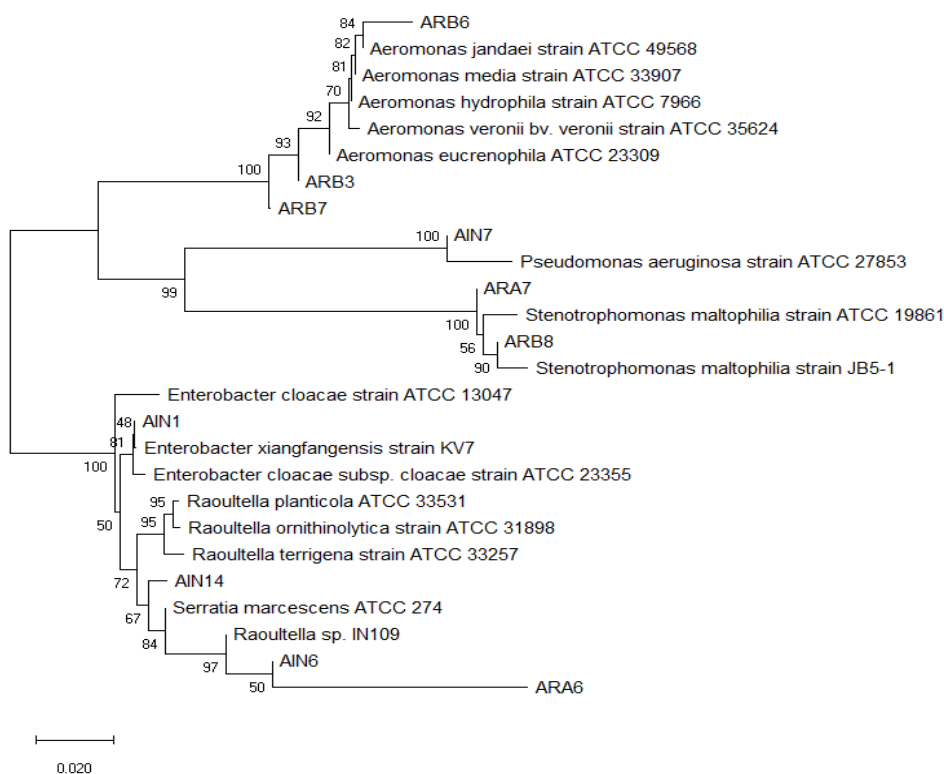 84
ARB6
82
Aeromonas jandaei strain ATCC 49568
81
Aeromonas media strain ATCC 33907
70
Aeromonas hydrophila strain ATCC 7966
92
Aeromonas veronii bv. veronii strain ATCC 35624
93
Aeromonas eucrenophila ATCC 23309
100
ARB3
ARB7
100
AIN7
Pseudomonas aeruginosa strain ATCC 27853
99
ARA7
Stenotrophomonas maltophilia strain ATCC 19861
100
ARB8
56
90
Stenotrophomonas maltophilia strain JB5-1
Enterobacter cloacae strain ATCC 13047
48
AIN1
81
Enterobacter xiangfangensis strain KV7
100
Enterobacter cloacae subsp. cloacae strain ATCC 23355
95
Raoultella planticola ATCC 33531
50
95
Raoultella ornithinolytica strain ATCC 31898
Raoultella terrigena strain ATCC 33257
72
AIN14
67
Serratia marcescens ATCC 274
84
Raoultella sp. IN109
97
AIN6
50
ARA6
0.020